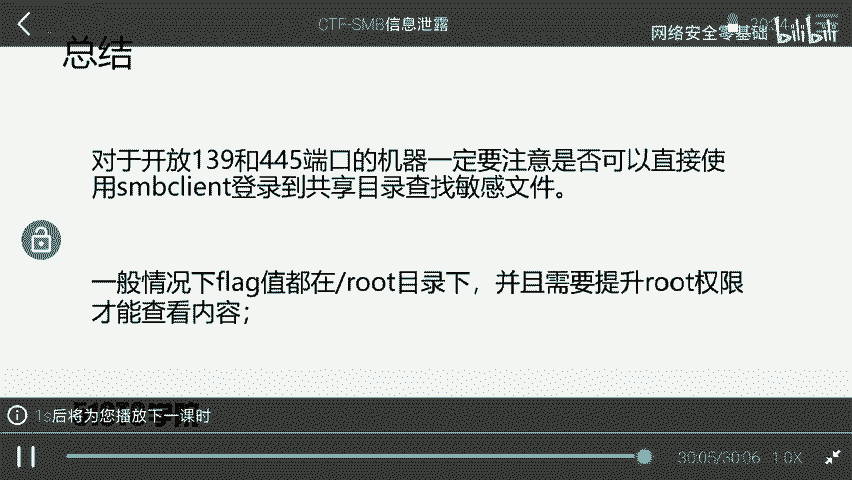 CTF-SMB信息泄露
网络安全零基础 bilibili
总结
对于开放139和445端口的机器一定要注意是否可以直接使
用smbclient登录到共享目录查找敏感文件。
一般情况下flag值都在/root目录下，并且需要提升root权限
才能查看内容；
1s后将为您播放下一课时
30:05/30:06 1.0X